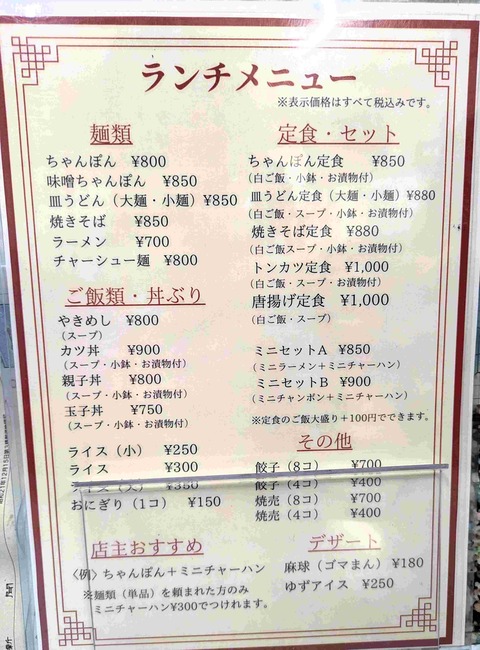 ランチメニュー
※表示価格はすべて税込みです。
麺類
ちゃんぽん ¥800
味噌ちゃんぽん ¥850
皿うどん（太麺・小麺）¥850
焼きそば ¥850
ラーメン ¥700
チャーシュー麺 ¥800
ご飯類・丼ぶり
やきめし ¥800
（スープ）
カツ丼 ¥900
（スープ・小鉢・お漬物付）
親子丼 ¥800
（スープ・小鉢・お漬物付）
玉子丼 ¥750
（スープ・小鉢・お漬物付）
ライス（小） ¥250
ライス ¥300
ライス（大） ¥350
おにぎり（1コ） ¥150
店主おすすめ
〈例〉ちゃんぽん＋ミニチャーハン
※麺類（単品）を頼まれた方のみ
ミニチャーハン¥300でつけれます。
定食・セット
ちゃんぽん定食 ¥850
（白ご飯・小鉢・お漬物付）
皿うどん定食（太麺・小麺）¥880
（白ご飯・スープ・小鉢・お漬物付）
焼きそば定食 ¥880
（白ご飯スープ・小鉢・お漬物付）
トンカツ定食 ¥1,000
（白ご飯・スープ・お漬物付）
唐揚げ定食 ¥1,000
（白ご飯・スープ）
ミニセットA ¥850
（ミニラーメン＋ミニチャーハン）
ミニセットB ¥900
（ミニチャンポン＋ミニチャーハン）
※定食のご飯大盛り＋100円でできます。
その他
餃子（8コ） ¥700
餃子（4コ） ¥400
焼売（8コ） ¥700
焼売（4コ） ¥400
デザート
麻球（ゴマまん）¥180
ゆずアイス ¥250